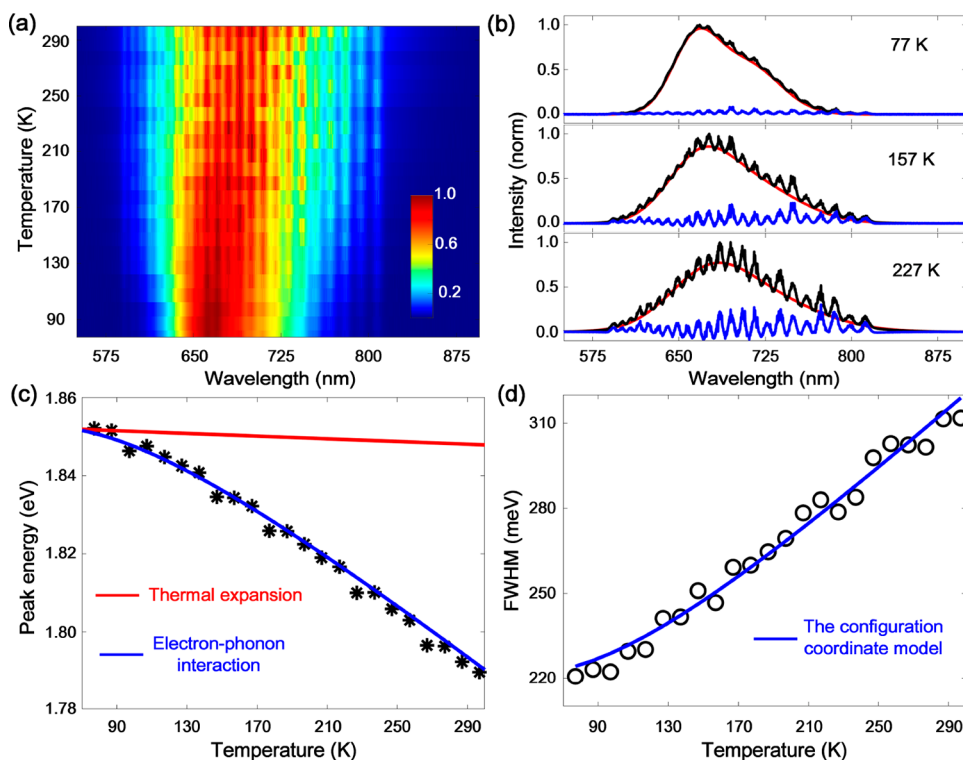 (a)
290
250
210
170
130
90
Temperature (K)
1.0
0.6
0.2
575
650
725
800
875
Wavelength (nm)
(b)
1.0
0.5
0.0
77 K
1.0
0.5
0.0
157 K
1.0
0.5
0.0
227 K
Intensity (norm)
575
650
725
800
875
Wavelength (nm)
(c)
1.86
1.84
1.82
1.80
1.78
Peak energy (eV)
Thermal expansion
Electron-phonon
interaction
90
130
170
210
250
290
Temperature (K)
(d)
310
280
250
220
FWHM (meV)
The configuration
coordinate model
90
130
170
210
250
290
Temperature (K)